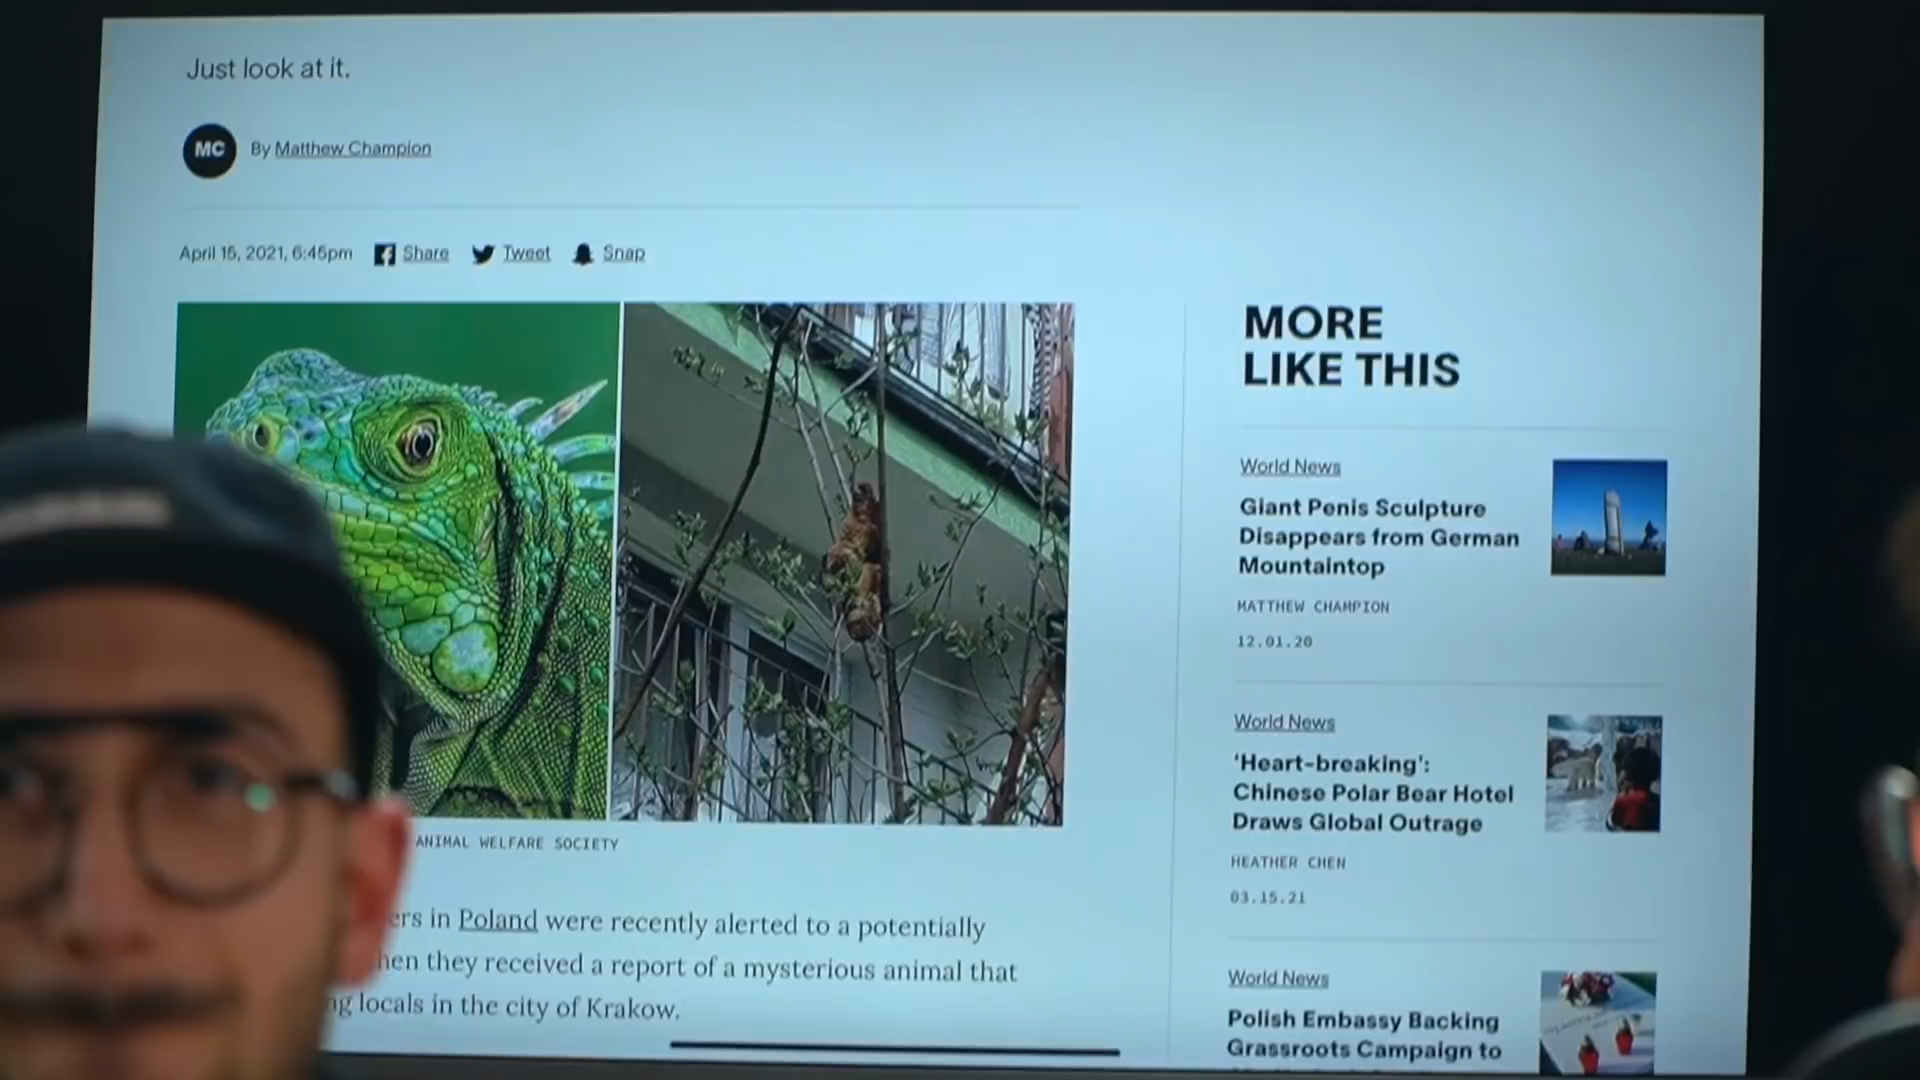 Just look at it.
MC
By Matthew Champion
April 15, 2021, 6:45pm
Share
Tweet
Snap
ANIMAL WELFARE SOCIETY
ers in Poland were recently alerted to a potentially
hen they received a report of a mysterious animal that
ng locals in the city of Krakow.
MORE
LIKE THIS
World News
Giant Penis Sculpture
Disappears from German
Mountaintop
MATTHEW CHAMPION
12.01.20
World News
‘Heart-breaking’:
Chinese Polar Bear Hotel
Draws Global Outrage
HEATHER CHEN
03.15.21
World News
Polish Embassy Backing
Grassroots Campaign to